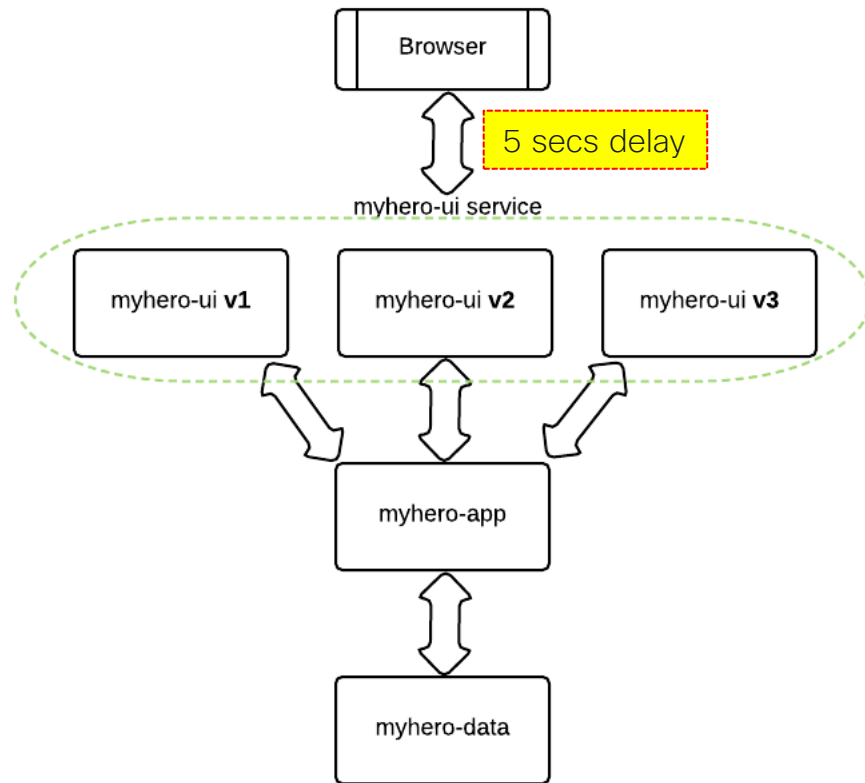 Browser
5 secs delay
myhero-ui service
myhero-ui v1
myhero-ui v2
myhero-ui v3
myhero-app
myhero-data